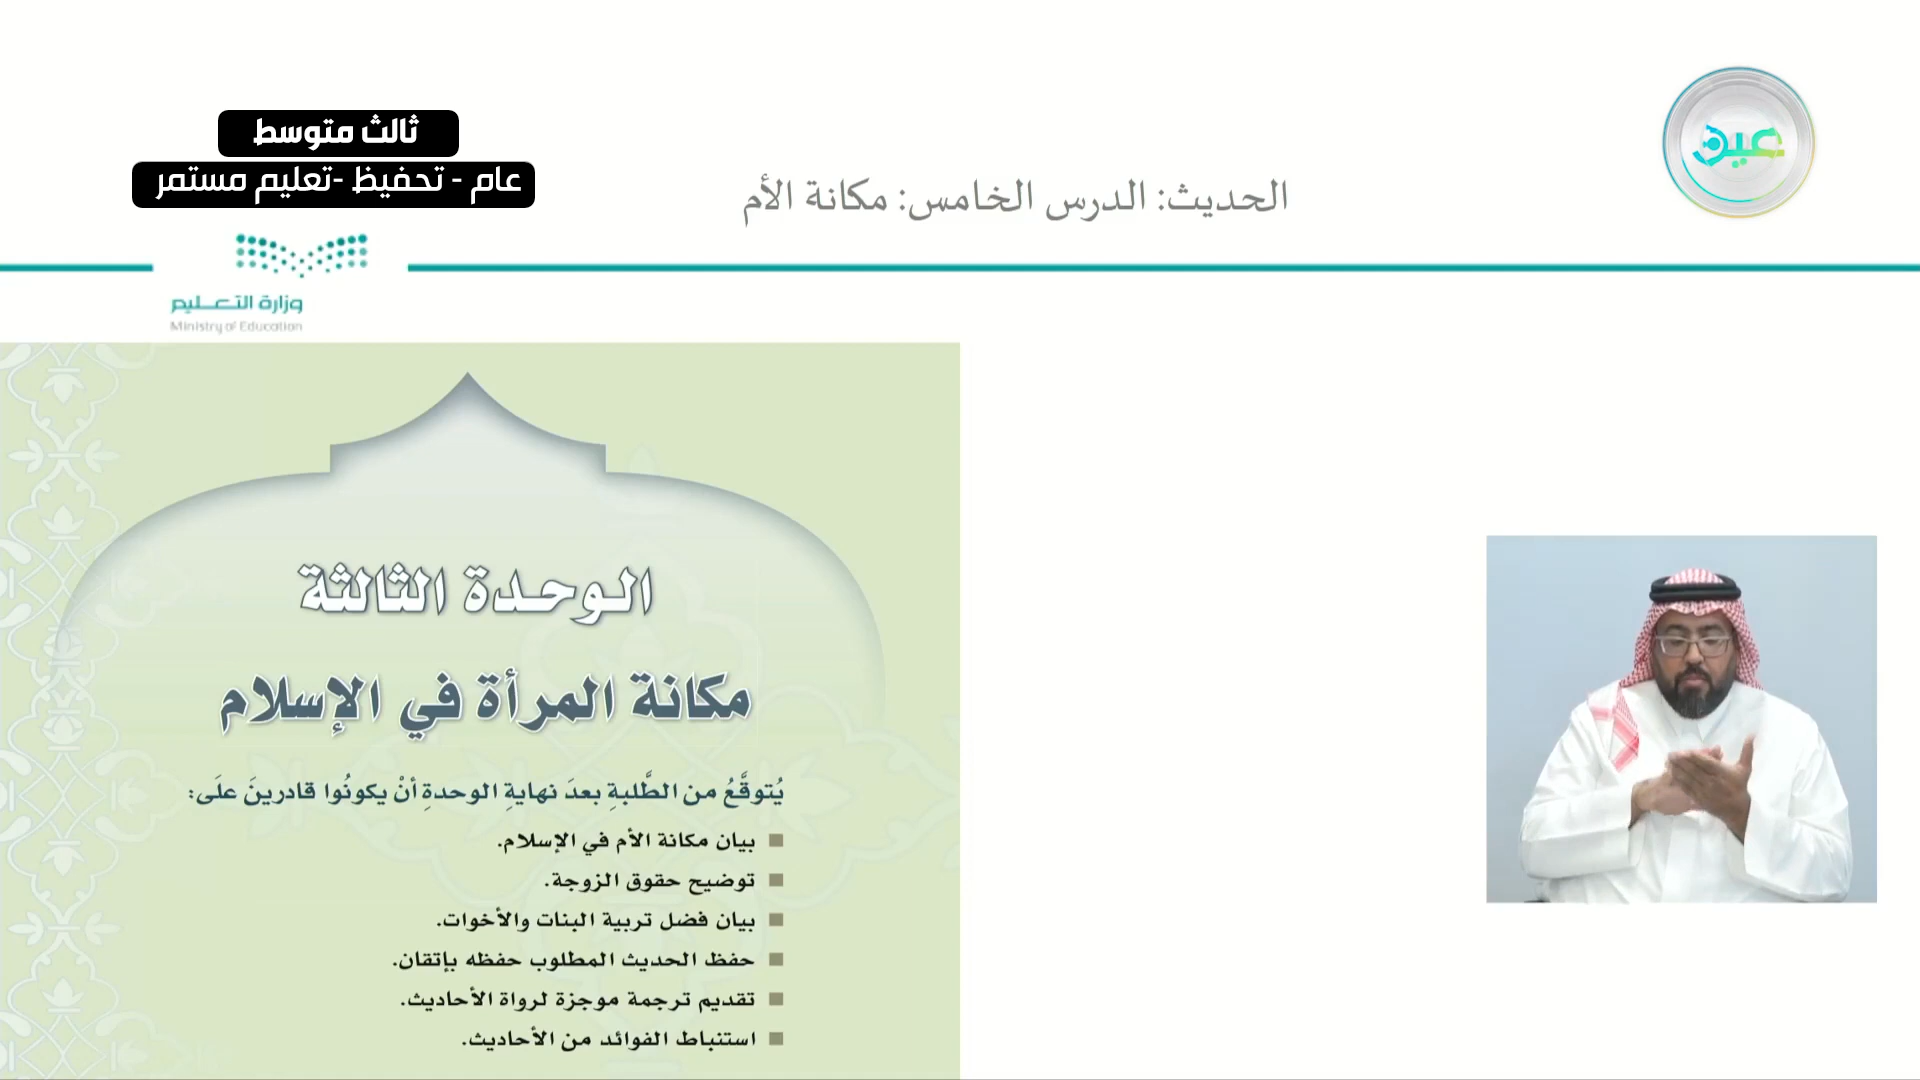 ثالث متوسط
عام - تحفيظ -تعليم مستمر
عين
الحديث: الدرس الخامس: مكانة الأم
وزارة التعليم
Ministry of Education
الوحدة الثالثة
مكانة المرأة في الإسلام
يُتوقَّعُ من الطَّلبةِ بعدَ نهايةِ الوحدةِ أنْ يكونُوا قادرينَ علَى:
بيان مكانة الأم في الإسلام.
توضيح حقوق الزوجة.
بيان فضل تربية البنات والأخوات.
حفظ الحديث المطلوب حفظه بإتقان.
تقديم ترجمة موجزة لرواة الأحاديث.
استنباط الفوائد من الأحاديث.